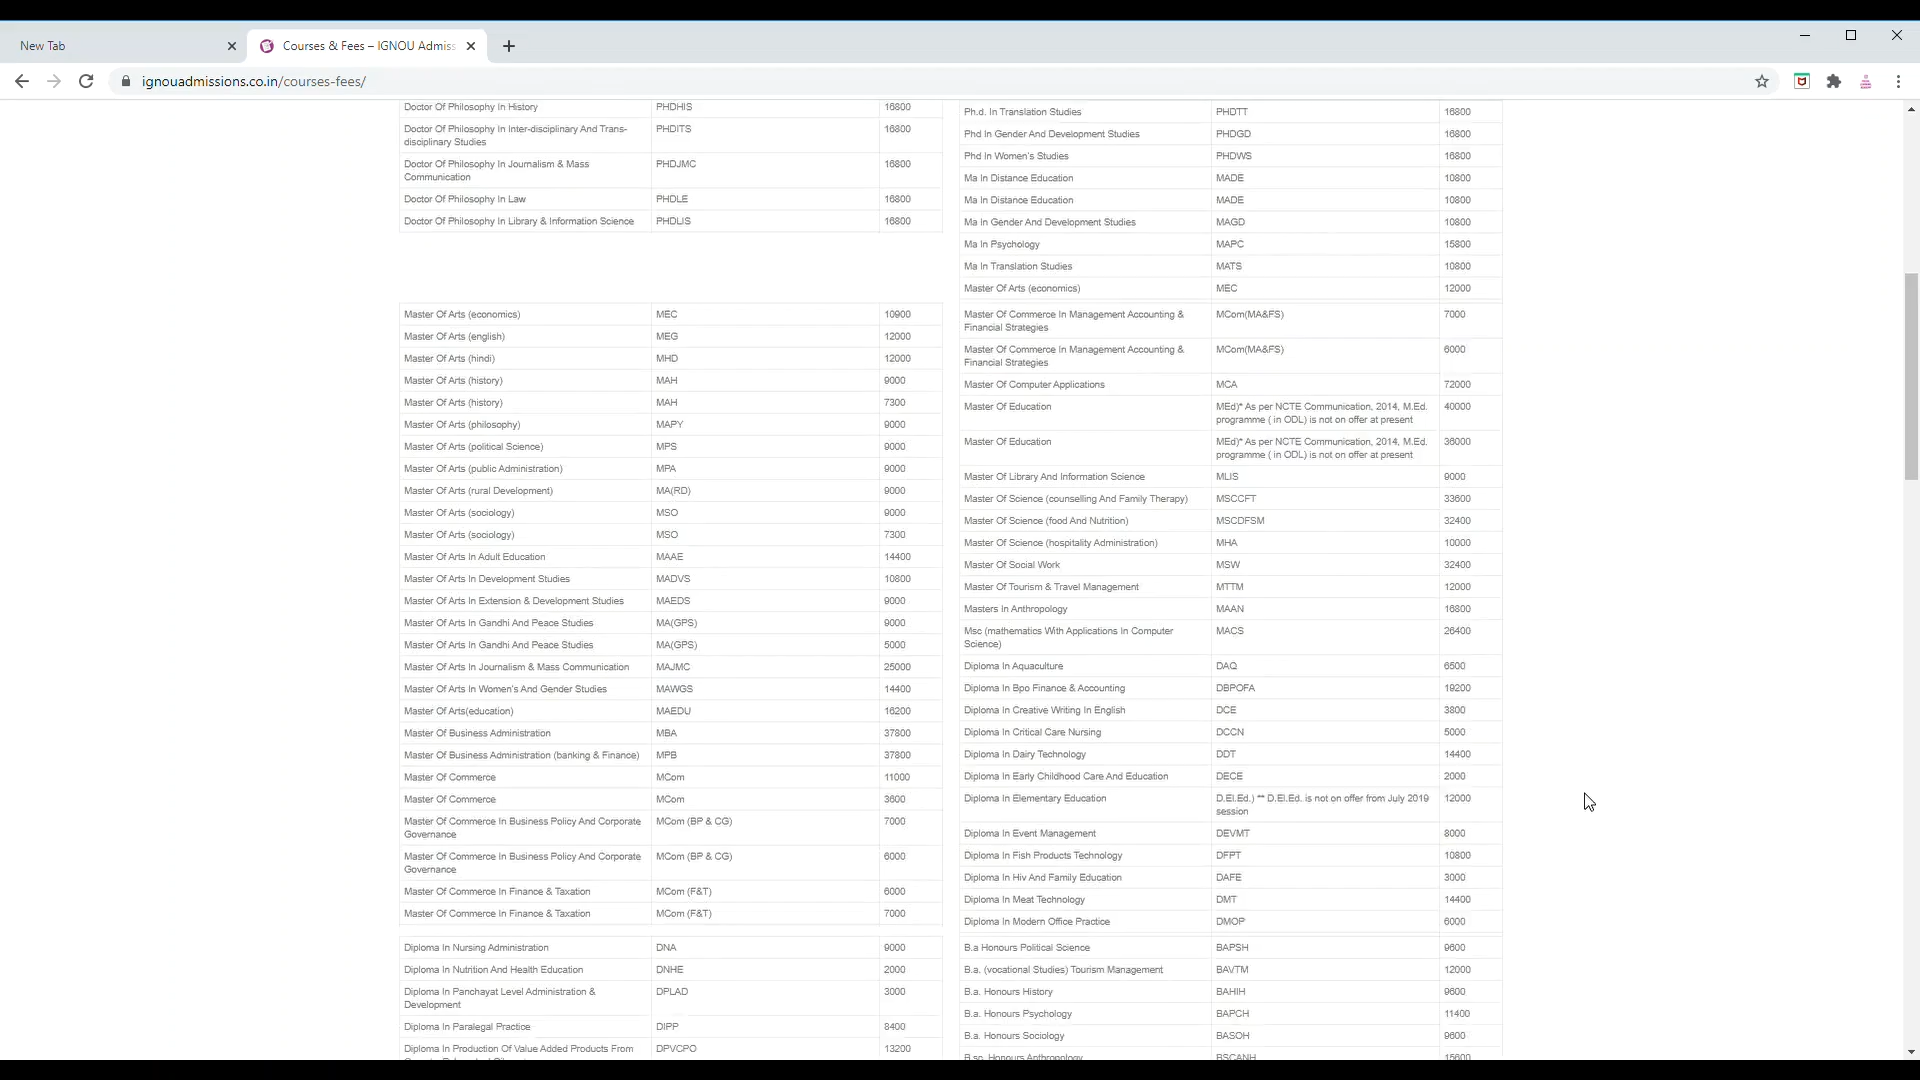 New Tab
Courses & Fees – IGNOU Admiss
ignouadmissions.co.in/courses-fees/
Doctor Of Philosophy In History PHDHIS 16800
Doctor Of Philosophy In Inter-disciplinary And Trans-
disciplinary Studies PHDITS 16800
Doctor Of Philosophy In Journalism & Mass
Communication PHDJMC 16800
Doctor Of Philosophy In Law PHDLE 16800
Doctor Of Philosophy In Library & Information Science PHDLIS 16800
Ph.d. In Translation Studies PHDTT 16800
Phd In Gender And Development Studies PHDGD 16800
Phd In Women's Studies PHDWS 16800
Ma In Distance Education MADE 10800
Ma In Distance Education MADE 10800
Ma In Gender And Development Studies MAGD 10800
Ma In Psychology MAPC 15800
Ma In Translation Studies MATS 10800
Master Of Arts (economics) MEC 12000
Master Of Arts (economics) MEC 10900
Master Of Arts (english) MEG 12000
Master Of Arts (hindi) MHD 12000
Master Of Arts (history) MAH 9000
Master Of Arts (history) MAH 7300
Master Of Arts (philosophy) MAPY 9000
Master Of Arts (political Science) MPS 9000
Master Of Arts (public Administration) MPA 9000
Master Of Arts (rural Development) MA(RD) 9000
Master Of Arts (sociology) MSO 9000
Master Of Arts (sociology) MSO 7300
Master Of Arts In Adult Education MAAE 14400
Master Of Arts In Development Studies MADVS 10800
Master Of Arts In Extension & Development Studies MAEDS 9000
Master Of Arts In Gandhi And Peace Studies MA(GPS) 9000
Master Of Arts In Gandhi And Peace Studies MA(GPS) 5000
Master Of Arts In Journalism & Mass Communication MAJMC 25000
Master Of Arts In Women's And Gender Studies MAWGS 14400
Master Of Arts(education) MAEDU 16200
Master Of Business Administration MBA 37800
Master Of Business Administration (banking & Finance) MPB 37800
Master Of Commerce MCom 11000
Master Of Commerce MCom 3600
Master Of Commerce In Business Policy And Corporate
Governance MCom (BP & CG) 7000
Master Of Commerce In Business Policy And Corporate
Governance MCom (BP & CG) 6000
Master Of Commerce In Finance & Taxation MCom (F&T) 6000
Master Of Commerce In Finance & Taxation MCom (F&T) 7000
Master Of Commerce In Management Accounting &
Financial Strategies MCom(MA&FS) 7000
Master Of Commerce In Management Accounting &
Financial Strategies MCom(MA&FS) 6000
Master Of Computer Applications MCA 72000
Master Of Education MEd)* As per NCTE Communication, 2014, M.Ed. 40000
programme ( in ODL) is not on offer at present
Master Of Education MEd)* As per NCTE Communication, 2014, M.Ed. 36000
programme ( in ODL) is not on offer at present
Master Of Library And Information Science MLIS 9000
Master Of Science (counselling And Family Therapy) MSCCFT 33600
Master Of Science (food And Nutrition) MSCDFSM 32400
Master Of Science (hospitality Administration) MHA 10000
Master Of Social Work MSW 32400
Master Of Tourism & Travel Management MTTM 12000
Masters In Anthropology MAAN 16800
Msc (mathematics With Applications In Computer
Science) MACS 26400
Diploma In Aquaculture DAQ 6500
Diploma In Bpo Finance & Accounting DBPOFA 19200
Diploma In Creative Writing In English DCE 3800
Diploma In Critical Care Nursing DCCN 5000
Diploma In Dairy Technology DDT 14400
Diploma In Early Childhood Care And Education DECE 2000
Diploma In Elementary Education D.El.Ed.) ** D.El.Ed. is not on offer from July 2019 12000
session
Diploma In Event Management DEVMT 8000
Diploma In Fish Products Technology DFPT 10800
Diploma In Hiv And Family Education DAFE 3000
Diploma In Meat Technology DMT 14400
Diploma In Modern Office Practice DMOP 6000
Diploma In Nursing Administration DNA 9000
Diploma In Nutrition And Health Education DNHE 2000
Diploma In Panchayat Level Administration &
Development DPLAD 3000
Diploma In Paralegal Practice DIPP 8400
Diploma In Production Of Value Added Products From DPVCPO 13200
B.a Honours Political Science BAPSH 9600
B.a. (vocational Studies) Tourism Management BAVTM 12000
B.a. Honours History BAHIH 9600
B.a. Honours Psychology BAPCH 11400
B.a. Honours Sociology BASOH 9600
B.sc. Honours Anthropology BSCANH 15600